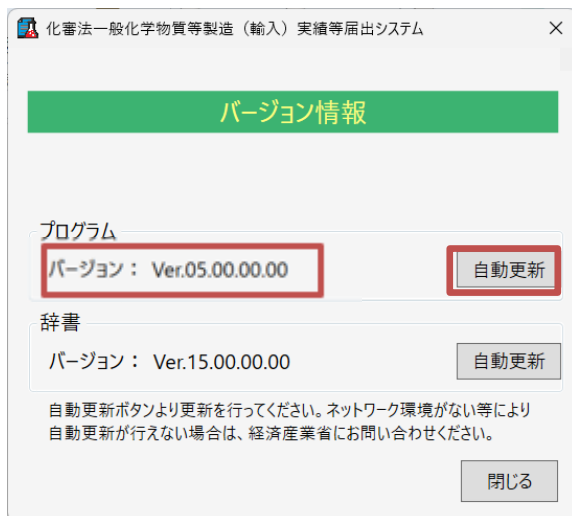 化審法一般化学物質等製造（輸入）実績等届出システム
バージョン情報
プログラム
バージョン： Ver.05.00.00.00
自動更新
辞書
バージョン： Ver.15.00.00.00
自動更新
自動更新ボタンより更新を行ってください。ネットワーク環境がない等により
自動更新が行えない場合は、経済産業省にお問い合わせください。
閉じる